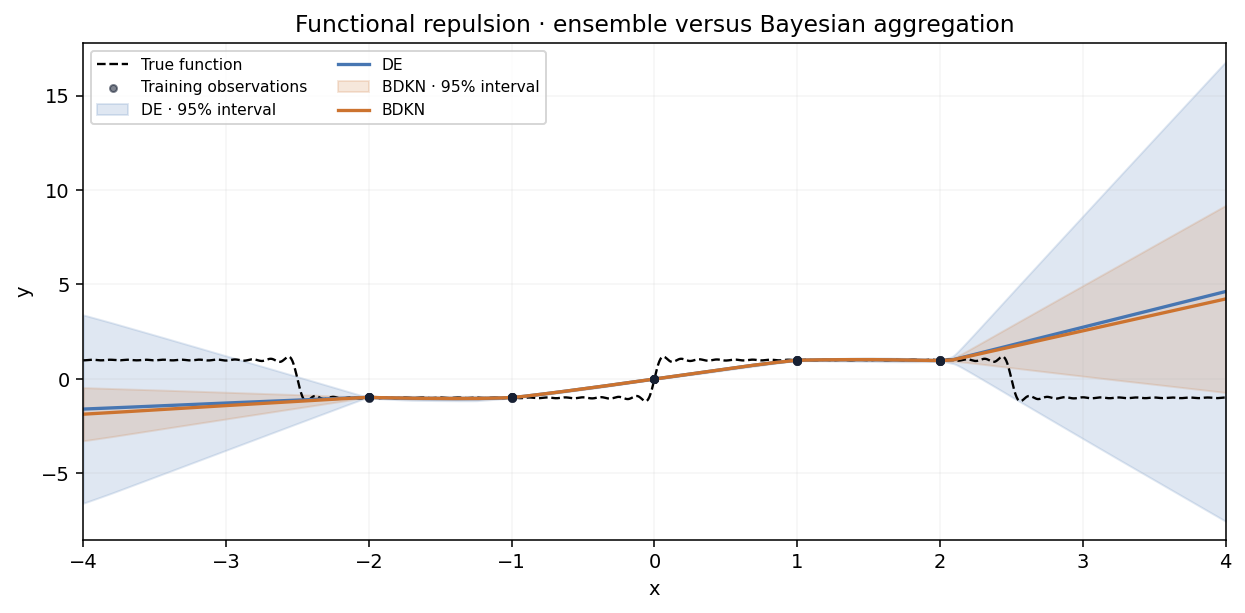 Functional repulsion · ensemble versus Bayesian aggregation
True function
Training observations
DE · 95% interval
DE
BDKN · 95% interval
BDKN
y
15
10
5
0
−5
−4
−3
−2
−1
0
1
2
3
4
x